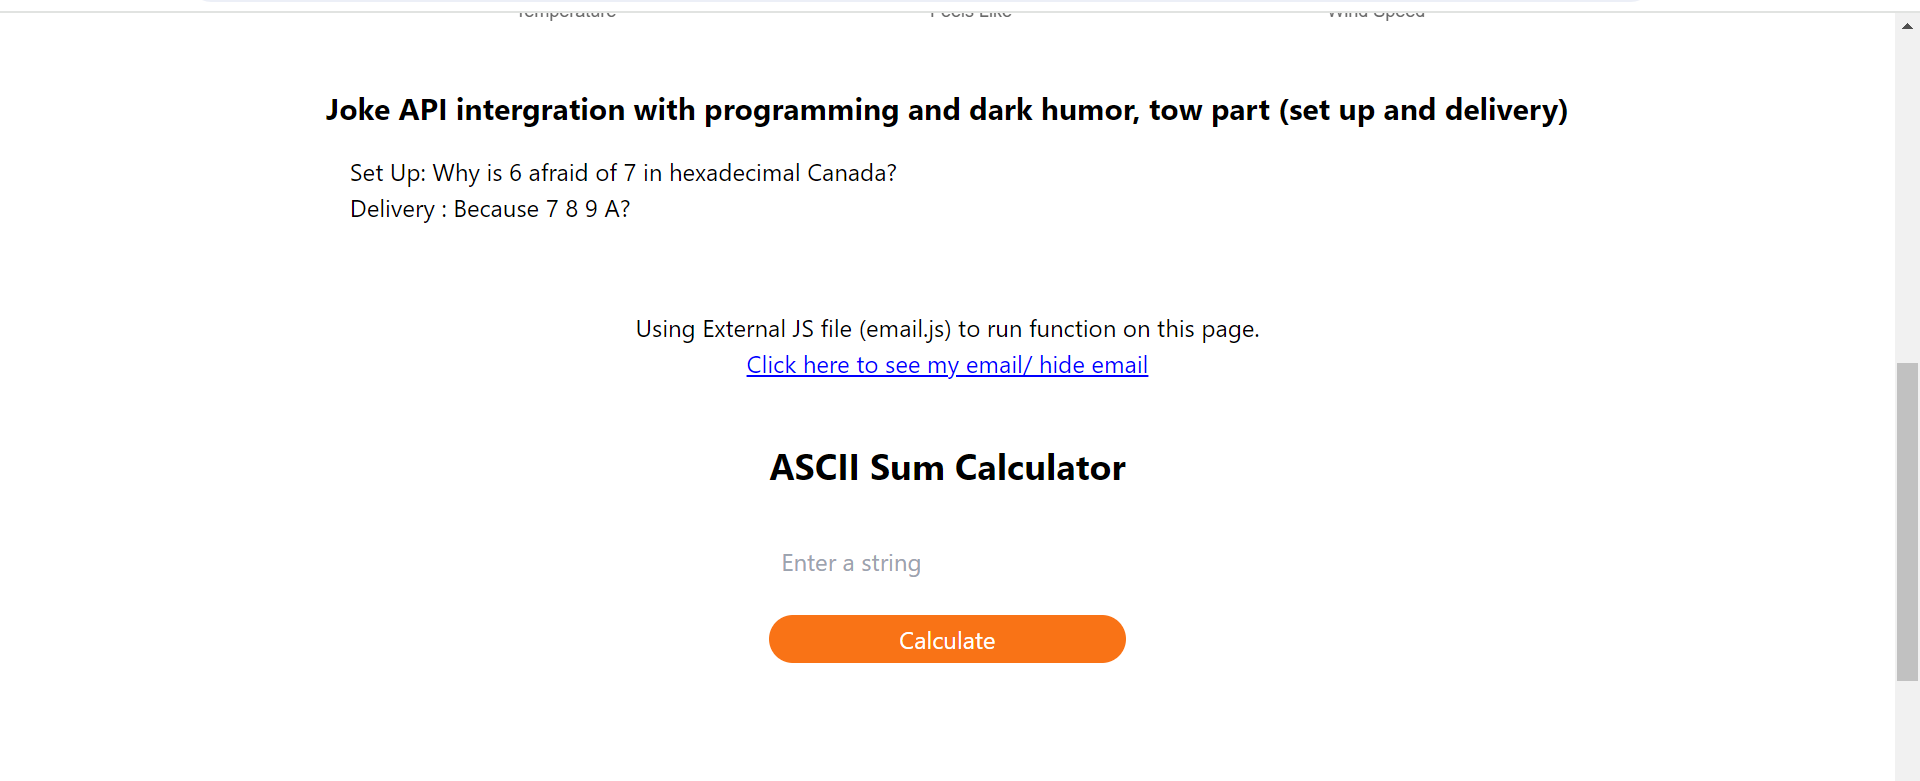 Temperature Feels Like Wind Speed
Joke API intergration with programming and dark humor, tow part (set up and delivery)
Set Up: Why is 6 afraid of 7 in hexadecimal Canada?
Delivery : Because 7 8 9 A?
Using External JS file (email.js) to run function on this page.
Click here to see my email/ hide email
ASCII Sum Calculator
Enter a string
Calculate